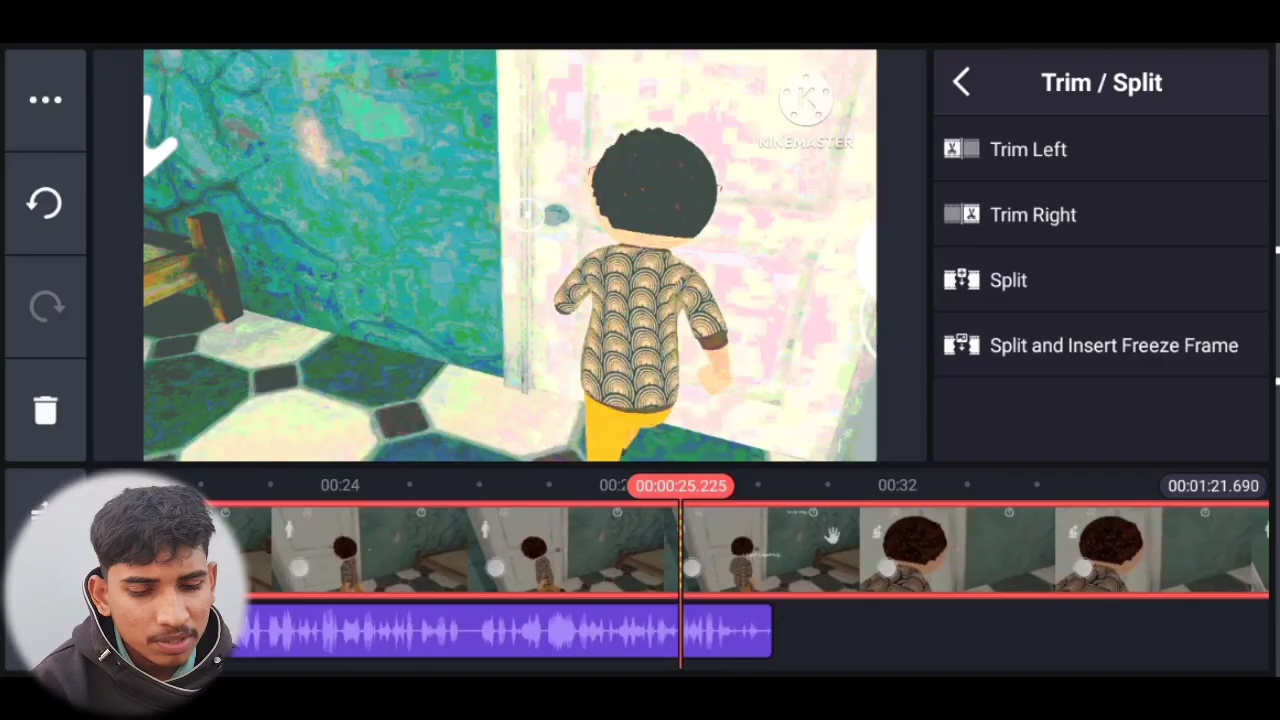 Trim / Split
KINEMASTER
Trim Left
Trim Right
Split
Split and Insert Freeze Frame
00:24
00:00:25.225
00:32
00:01:21.690